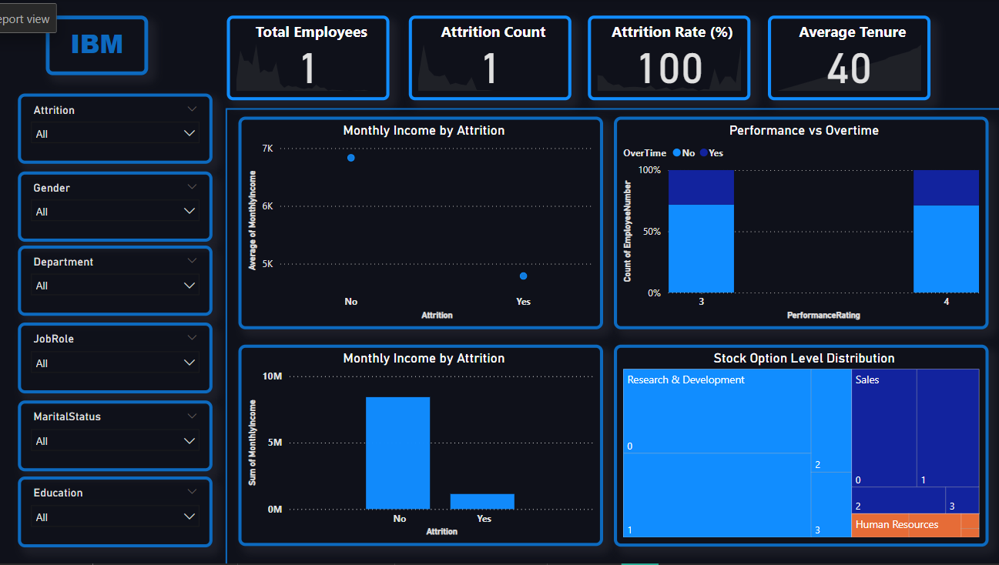 eport view
IBM
Total Employees
1
Attrition Count
1
Attrition Rate (%)
100
Average Tenure
40
Attrition
All
Gender
All
Department
All
JobRole
All
MaritalStatus
All
Education
All
Monthly Income by Attrition
Average of MonthlyIncome
7K
6K
5K
No Yes
Attrition
Performance vs Overtime
OverTime No Yes
Count of EmployeeNumber
100%
50%
0%
3 4
PerformanceRating
Monthly Income by Attrition
Sum of MonthlyIncome
10M
5M
0M
No Yes
Attrition
Stock Option Level Distribution
Research & Development
0
1
2
3
Sales
0
1
2
3
Human Resources